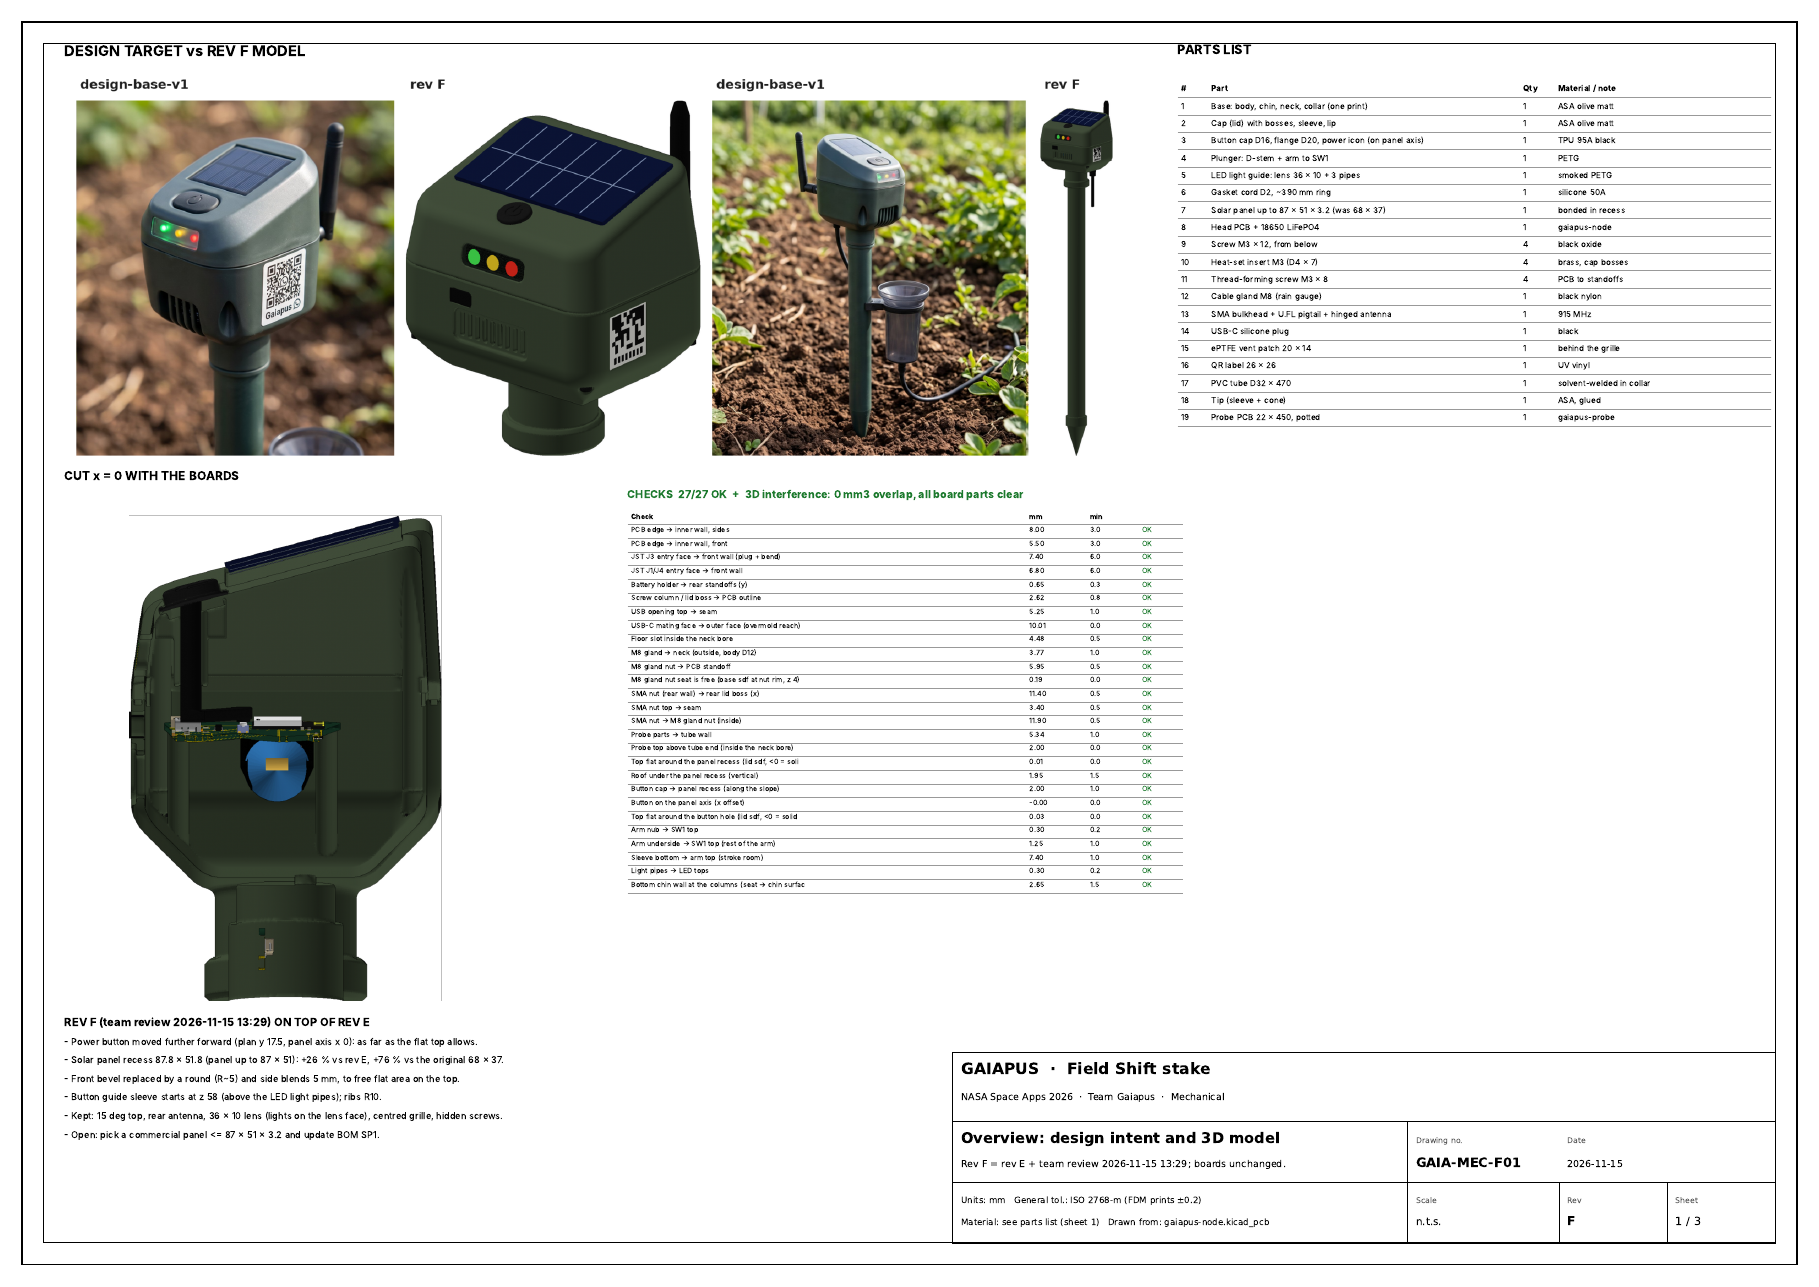 DESIGN TARGET vs REV F MODEL
design-base-v1
rev F
design-base-v1
rev F
Gaiapus
PARTS LIST
# Part Qty Material / note
1 Base: body, chin, neck, collar (one print) 1 ASA olive matt
2 Cap (lid) with bosses, sleeve, lip 1 ASA olive matt
3 Button cap D16, flange D20, power icon (on panel axis) 1 TPU 95A black
4 Plunger: D-stem + arm to SW1 1 PETG
5 LED light guide: lens 36 × 10 + 3 pipes 1 smoked PETG
6 Gasket cord D2, ~390 mm ring 1 silicone 50A
7 Solar panel up to 87 × 51 × 3.2 (was 68 × 37) 1 bonded in recess
8 Head PCB + 18650 LiFePO4 1 gaiapus-node
9 Screw M3 × 12, from below 4 black oxide
10 Heat-set insert M3 (D4 × 7) 4 brass, cap bosses
11 Thread-forming screw M3 × 8 4 PCB to standoffs
12 Cable gland M8 (rain gauge) 1 black nylon
13 SMA bulkhead + U.FL pigtail + hinged antenna 1 915 MHz
14 USB-C silicone plug 1 black
15 ePTFE vent patch 20 × 14 1 behind the grille
16 QR label 26 × 26 1 UV vinyl
17 PVC tube D32 × 470 1 solvent-welded in collar
18 Tip (sleeve + cone) 1 ASA, glued
19 Probe PCB 22 × 450, potted 1 gaiapus-probe
CUT x = 0 WITH THE BOARDS
CHECKS 27/27 OK + 3D interference: 0 mm3 overlap, all board parts clear
Check mm min
PCB edge → inner wall, sides 8.00 3.0 OK
PCB edge → inner wall, front 5.50 3.0 OK
JST J3 entry face → front wall (plug + bend) 7.40 6.0 OK
JST J1/J4 entry face → front wall 6.80 6.0 OK
Battery holder → rear standoffs (y) 0.65 0.3 OK
Screw column / lid boss → PCB outline 2.62 0.8 OK
USB opening top → seam 5.25 1.0 OK
USB-C mating face → outer face (overmold reach) 10.01 0.0 OK
Floor slot inside the neck bore 4.48 0.5 OK
M8 gland → neck (outside, body D12) 3.77 1.0 OK
M8 gland nut → PCB standoff 5.95 0.5 OK
M8 gland nut seat is free (base sdf at nut rim, z 4) 0.19 0.0 OK
SMA nut (rear wall) → rear lid boss (x) 11.40 0.5 OK
SMA nut top → seam 3.40 0.5 OK
SMA nut → M8 gland nut (inside) 11.90 0.5 OK
Probe parts → tube wall 5.34 1.0 OK
Probe top above tube end (inside the neck bore) 2.00 0.0 OK
Top flat around the panel recess (lid sdf, <0 = soli 0.01 0.0 OK
Roof under the panel recess (vertical) 1.95 1.5 OK
Button cap → panel recess (along the slope) 2.00 1.0 OK
Button on the panel axis (x offset) -0.00 0.0 OK
Top flat around the button hole (lid sdf, <0 = solid 0.03 0.0 OK
Arm nub → SW1 top 0.30 0.2 OK
Arm underside → SW1 top (rest of the arm) 1.25 1.0 OK
Sleeve bottom → arm top (stroke room) 7.40 1.0 OK
Light pipes → LED tops 0.30 0.2 OK
Bottom chin wall at the columns (seat → chin surfac 2.65 1.5 OK
REV F (team review 2026-11-15 13:29) ON TOP OF REV E
- Power button moved further forward (plan y 17.5, panel axis x 0): as far as the flat top allows.
- Solar panel recess 87.8 × 51.8 (panel up to 87 × 51): +26 % vs rev E, +76 % vs the original 68 × 37.
- Front bevel replaced by a round (R~5) and side blends 5 mm, to free flat area on the top.
- Button guide sleeve starts at z 58 (above the LED light pipes); ribs R10.
- Kept: 15 deg top, rear antenna, 36 × 10 lens (lights on the lens face), centred grille, hidden screws.
- Open: pick a commercial panel <= 87 × 51 × 3.2 and update BOM SP1.
GAIAPUS · Field Shift stake
NASA Space Apps 2026 · Team Gaiapus · Mechanical
Overview: design intent and 3D model
Rev F = rev E + team review 2026-11-15 13:29; boards unchanged.
Drawing no. Date
GAIA-MEC-F01 2026-11-15
Units: mm General tol.: ISO 2768-m (FDM prints ±0.2)
Material: see parts list (sheet 1) Drawn from: gaiapus-node.kicad_pcb
Scale Rev Sheet
n.t.s. F 1 / 3